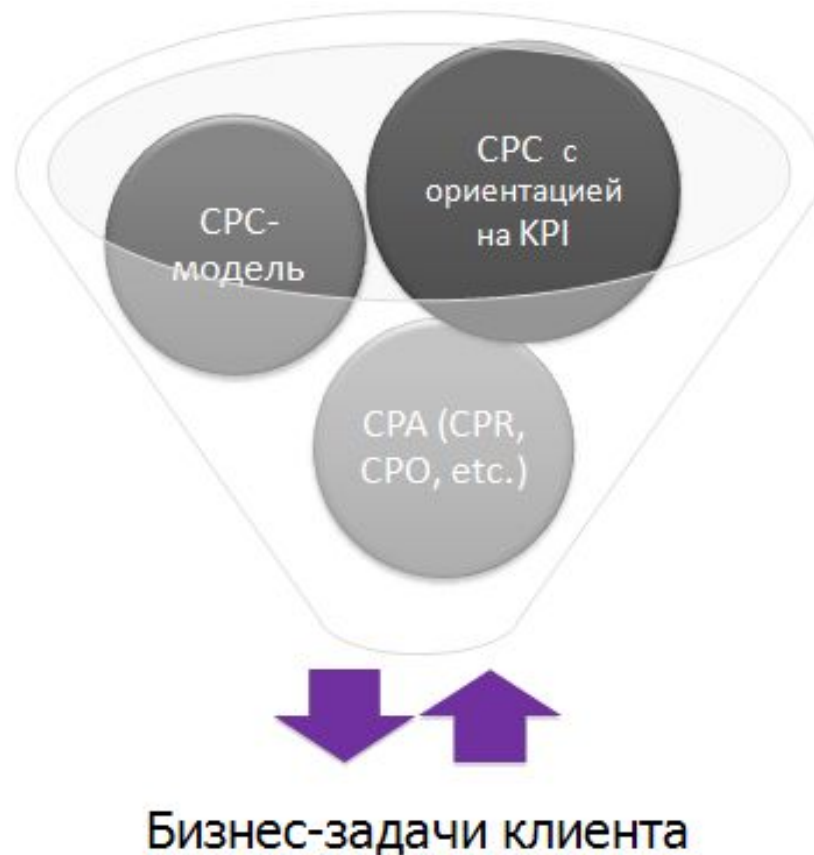 CPC-
модель
CPC с
ориентацией
на KPI
CPA (CPR,
CPO, etc.)
Бизнес-задачи клиента